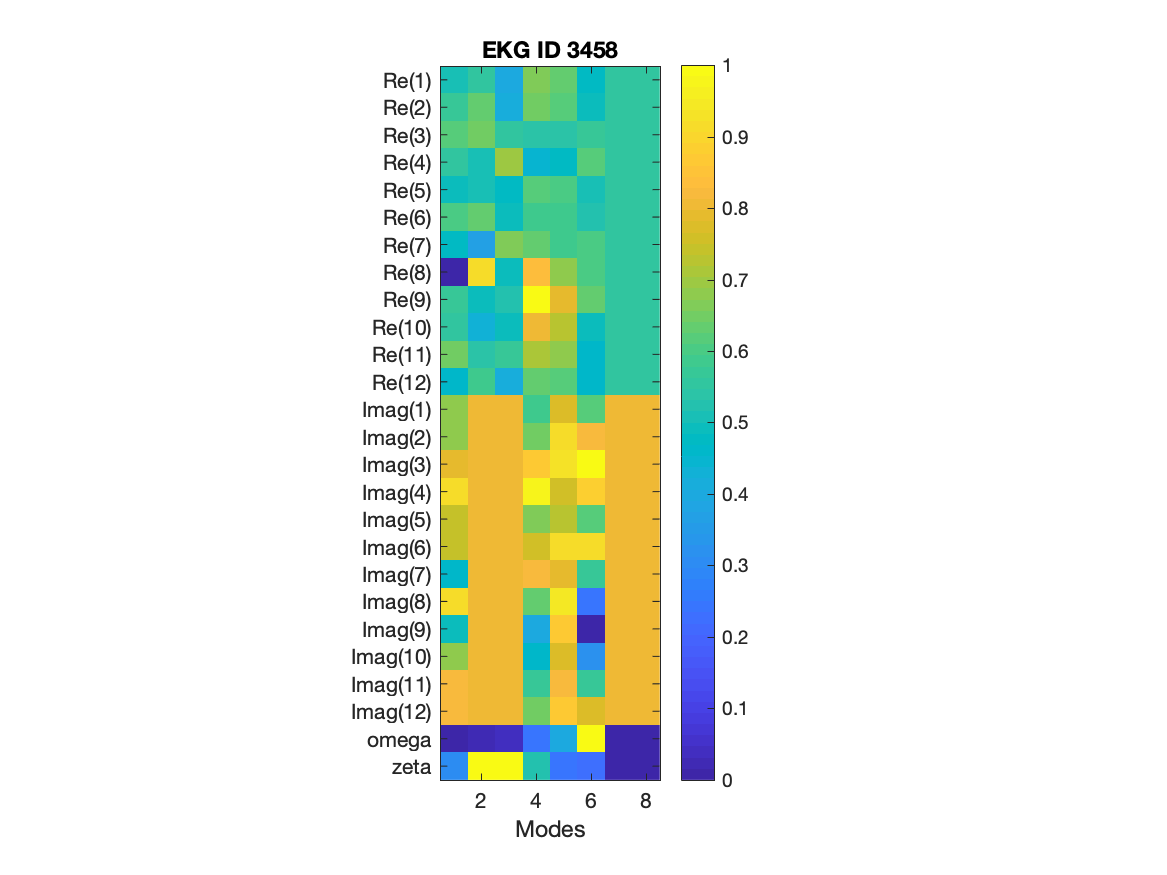 EKG ID 3458
Re(1)
Re(2)
Re(3)
Re(4)
Re(5)
Re(6)
Re(7)
Re(8)
Re(9)
Re(10)
Re(11)
Re(12)
Imag(1)
Imag(2)
Imag(3)
Imag(4)
Imag(5)
Imag(6)
Imag(7)
Imag(8)
Imag(9)
Imag(10)
Imag(11)
Imag(12)
omega
zeta
2 4 6 8
Modes
1
0.9
0.8
0.7
0.6
0.5
0.4
0.3
0.2
0.1
0